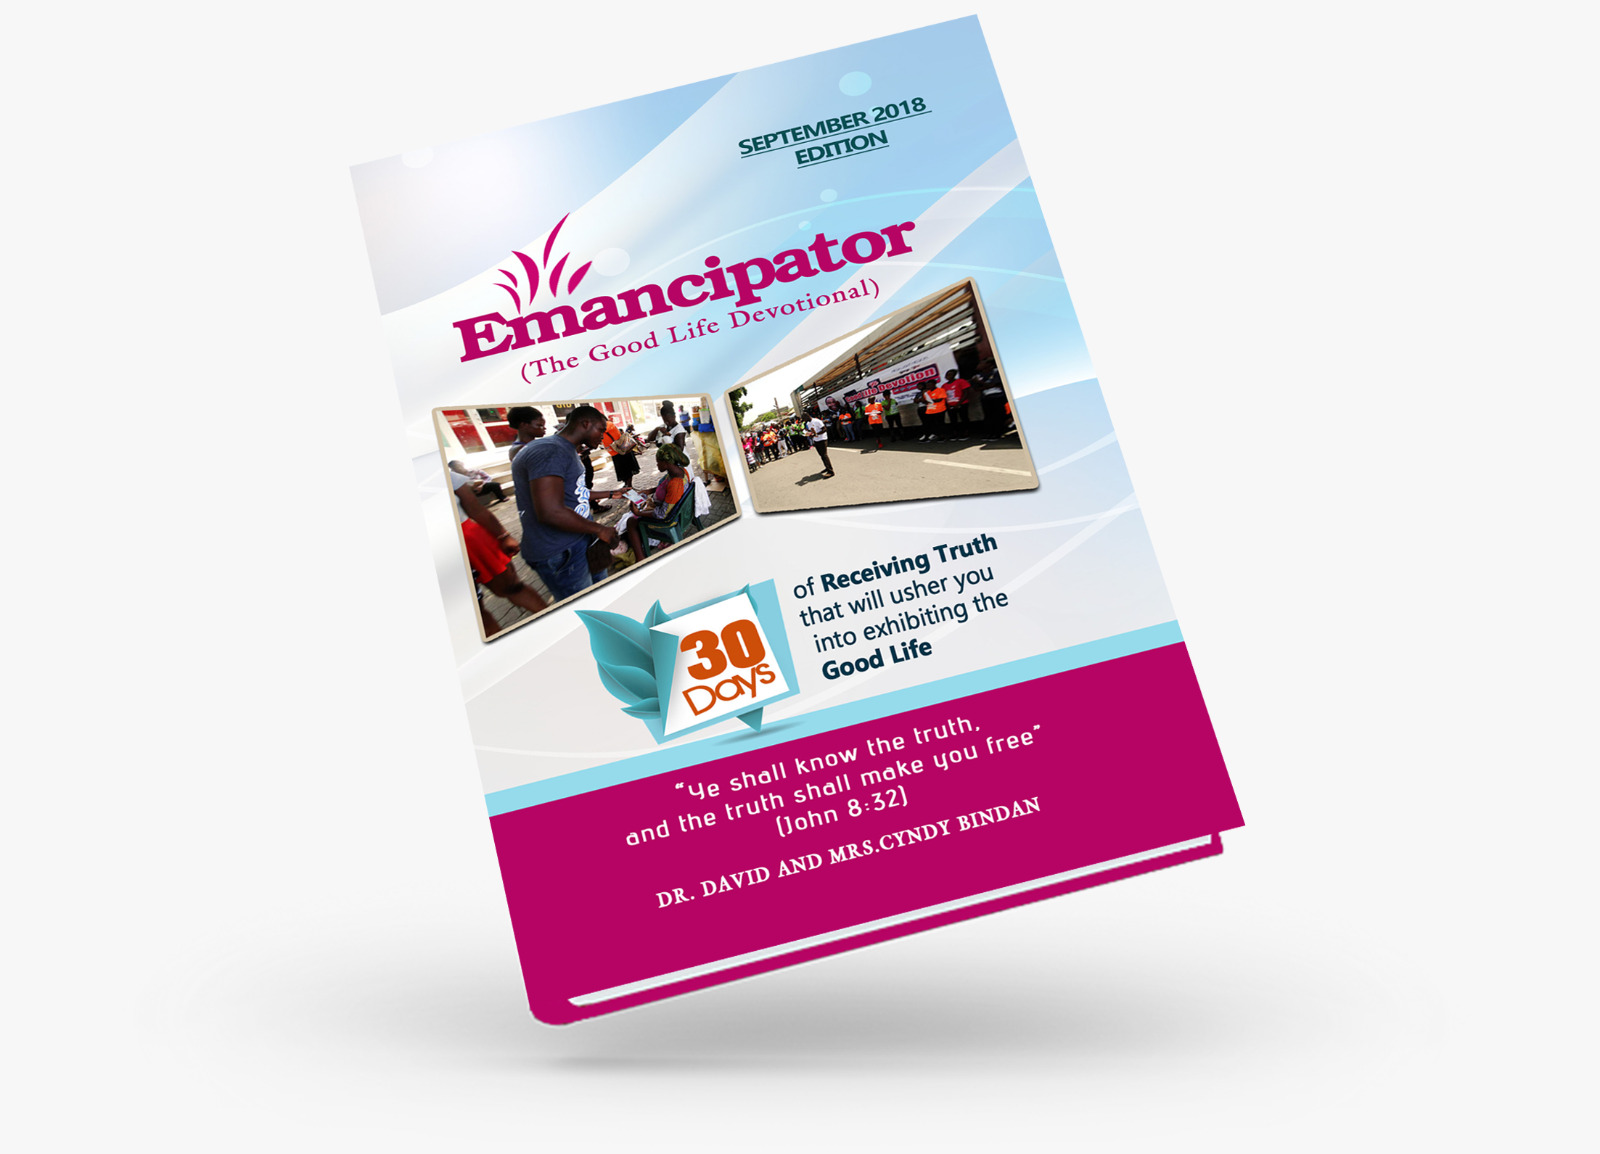 SEPTEMBER 2018
EDITION
Emancipator
(The Good Life Devotional)
Devotion
30
Days
of Receiving Truth
that will usher you
into exhibiting the
Good Life
“Ye shall know the truth,
and the truth shall make you free”
(John 8:32)
DR. DAVID AND MRS.CYNDY BINDAN